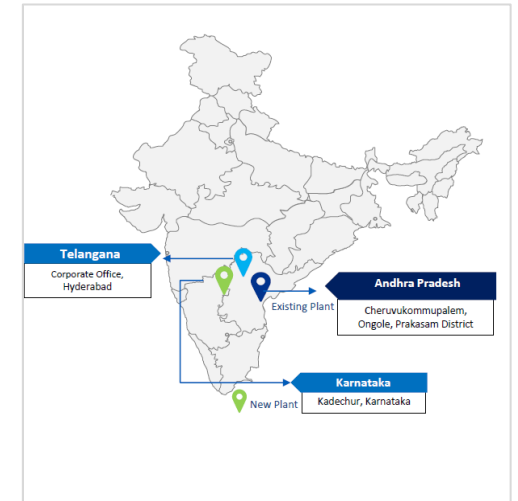 Telangana
Corporate Office,
Hyderabad
Andhra Pradesh
Existing Plant
Cheruvukommupalem,
Ongole, Prakasam District
Karnataka
Kadechur, Karnataka
New Plant